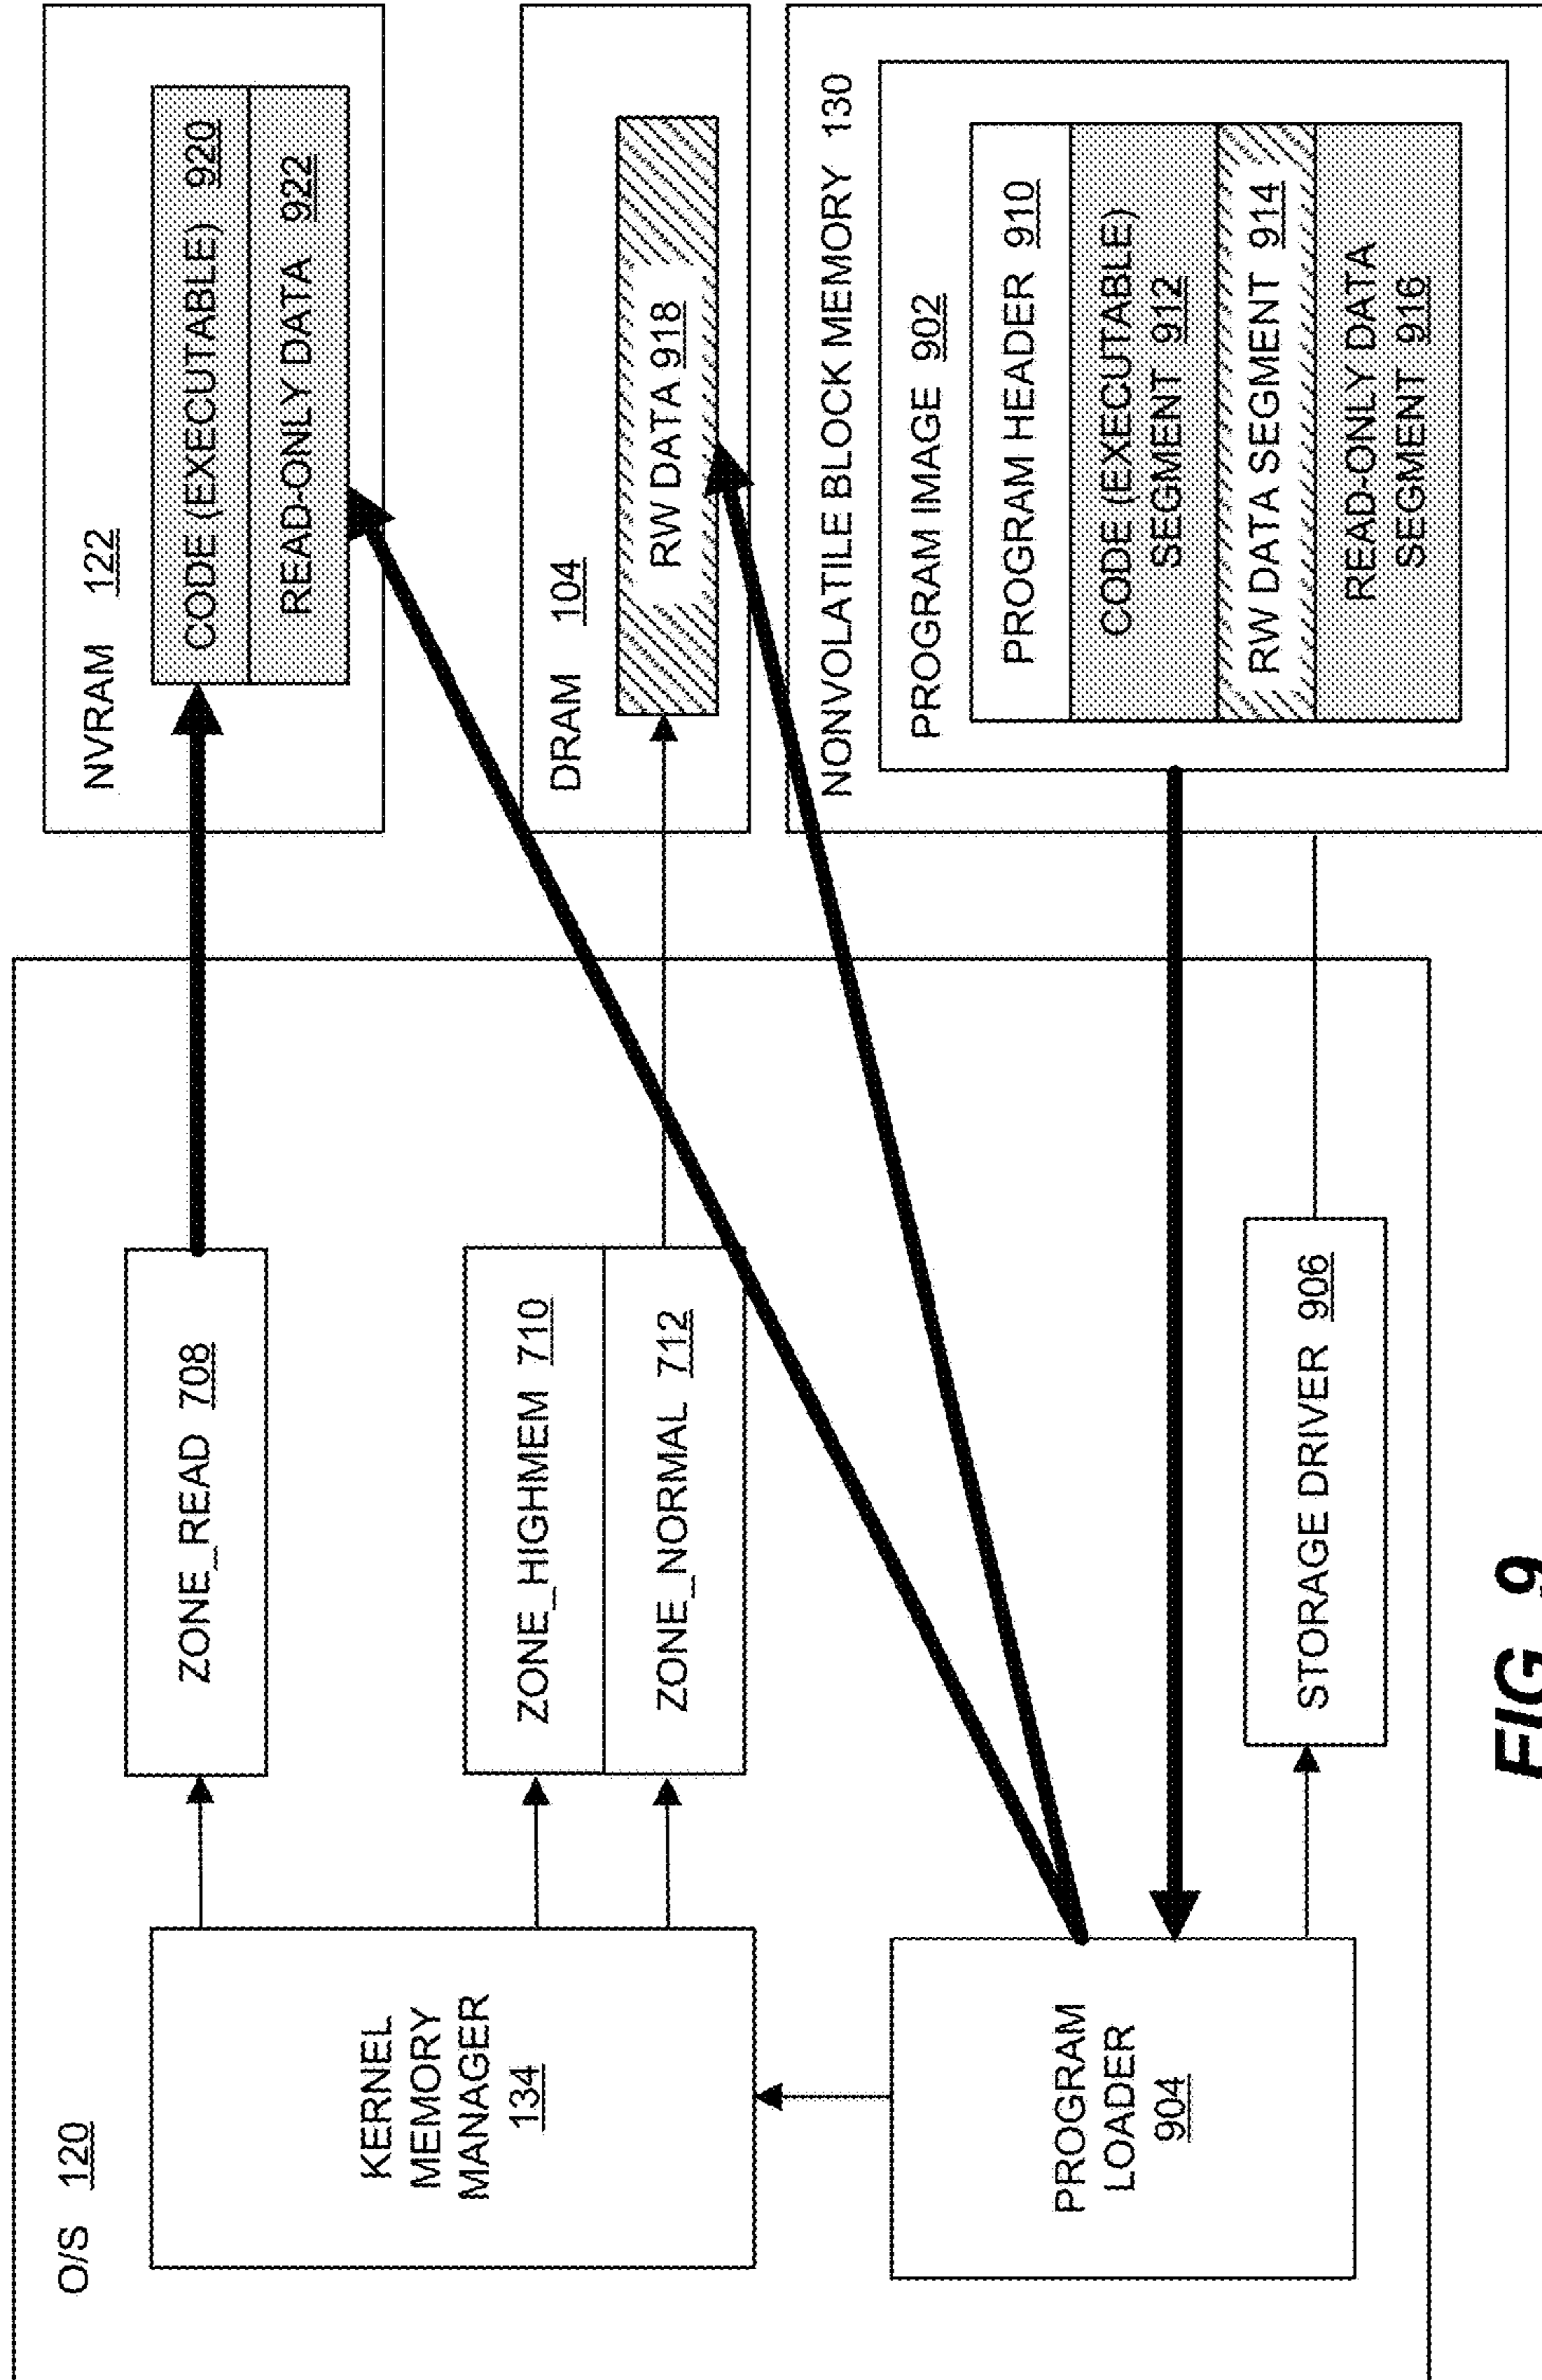 O/S 120
KERNEL
MEMORY
MANAGER
134
PROGRAM
LOADER
904
ZONE_READ 708
ZONE_HIGHMEM 710
ZONE_NORMAL 712
STORAGE DRIVER 906
NVRAM 122
CODE (EXECUTABLE) 920
READ-ONLY DATA 922
DRAM 104
RW DATA 918
NONVOLATILE BLOCK MEMORY 130
PROGRAM IMAGE 902
PROGRAM HEADER 910
CODE (EXECUTABLE)
SEGMENT 912
RW DATA SEGMENT 914
READ-ONLY DATA
SEGMENT 916
FIG 9